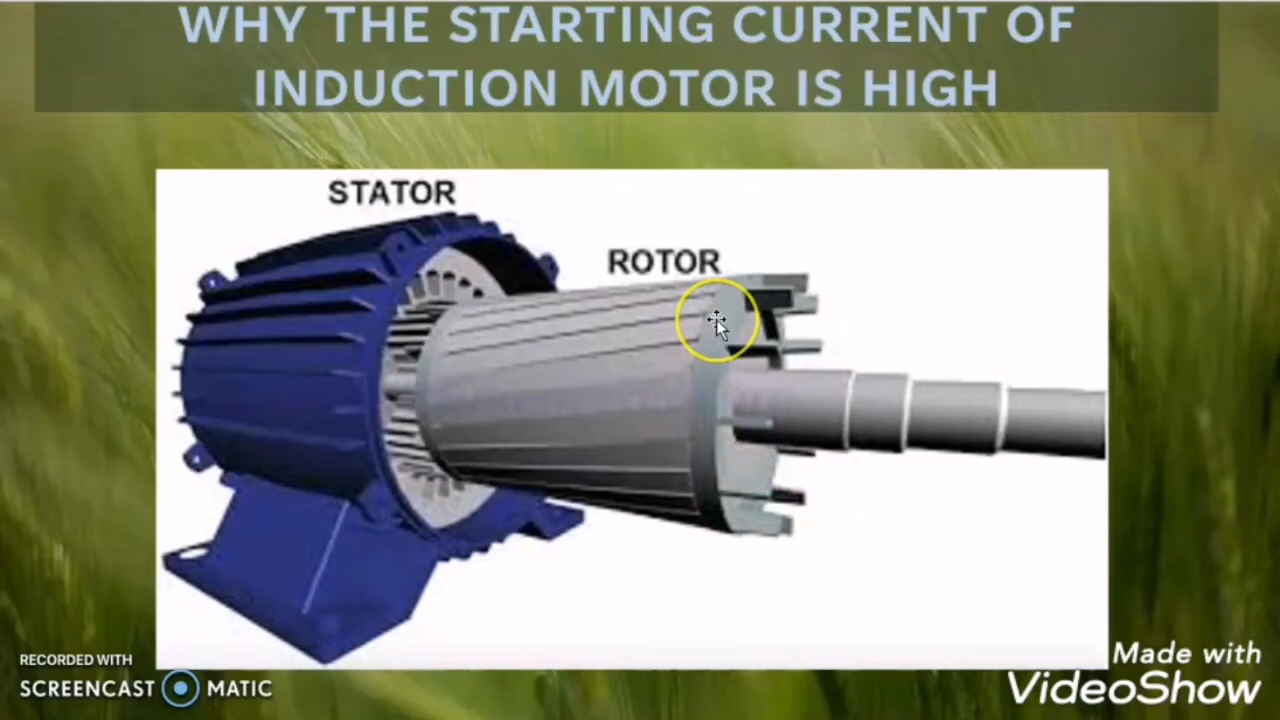 WHY THE STARTING CURRENT OF
INDUCTION MOTOR IS HIGH
STATOR
ROTOR
RECORDED WITH
SCREENCAST MATIC
Made with
VideoShow